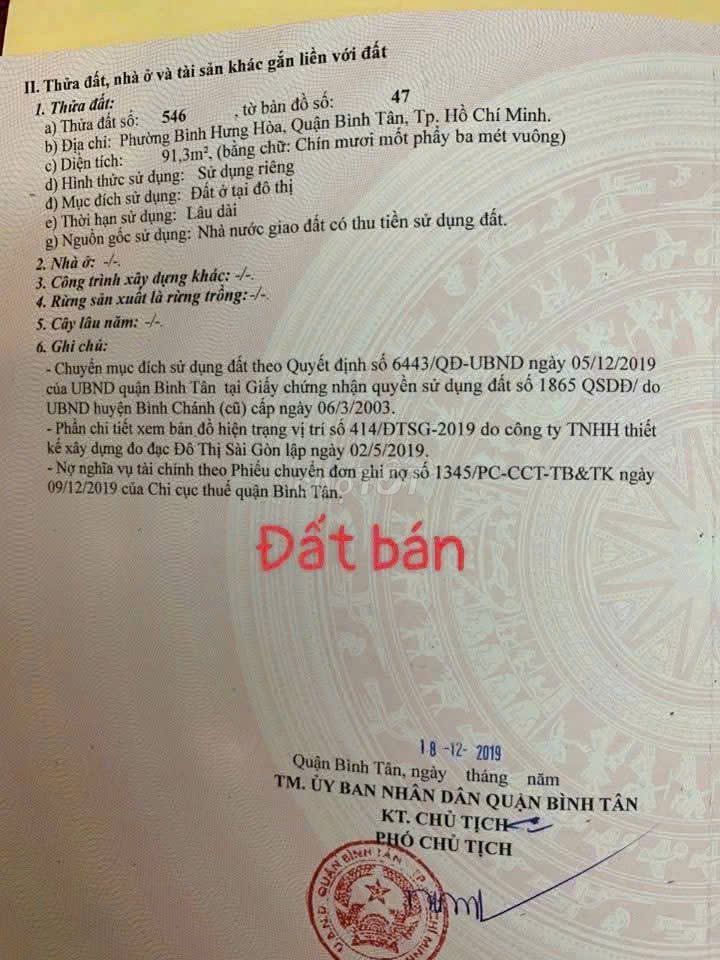 II. Thửa đất, nhà ở và tài sản khác gắn liền với đất
1. Thửa đất:
a) Thửa đất số: 546 , tờ bản đồ số: 47
b) Địa chỉ: Phường Bình Hưng Hòa, Quận Bình Tân, Tp. Hồ Chí Minh.
c) Diện tích: 91,3m², (bằng chữ: Chín mươi mốt phẩy ba mét vuông)
d) Hình thức sử dụng: Sử dụng riêng
đ) Mục đích sử dụng: Đất ở tại đô thị
e) Thời hạn sử dụng: Lâu dài
g) Nguồn gốc sử dụng: Nhà nước giao đất có thu tiền sử dụng đất.
2. Nhà ở: -/-.
3. Công trình xây dựng khác: -/-.
4. Rừng sản xuất là rừng trồng: -/-.
5. Cây lâu năm: -/-.
6. Ghi chú:
- Chuyển mục đích sử dụng đất theo Quyết định số 6443/QĐ-UBND ngày 05/12/2019
của UBND quận Bình Tân tại Giấy chứng nhận quyền sử dụng đất số 1865 QSDĐ/ do
UBND huyện Bình Chánh (cũ) cấp ngày 06/3/2003.
- Phần chi tiết xem bản đồ hiện trạng vị trí số 414/ĐTSG-2019 do công ty TNHH thiết
kế xây dựng đo đạc Đô Thị Sài Gòn lập ngày 02/5/2019.
- Nợ nghĩa vụ tài chính theo Phiếu chuyển đơn ghi nợ số 1345/PC-CCT-TB&TK ngày
09/12/2019 của Chi cục thuế quận Bình Tân.
Đất bán
18-12-2019
Quận Bình Tân, ngày tháng năm
TM. ỦY BAN NHÂN DÂN QUẬN BÌNH TÂN
KT. CHỦ TỊCH
PHÓ CHỦ TỊCH
U.B.N.D QUẬN BÌNH TÂN TP. CHÍ MINH